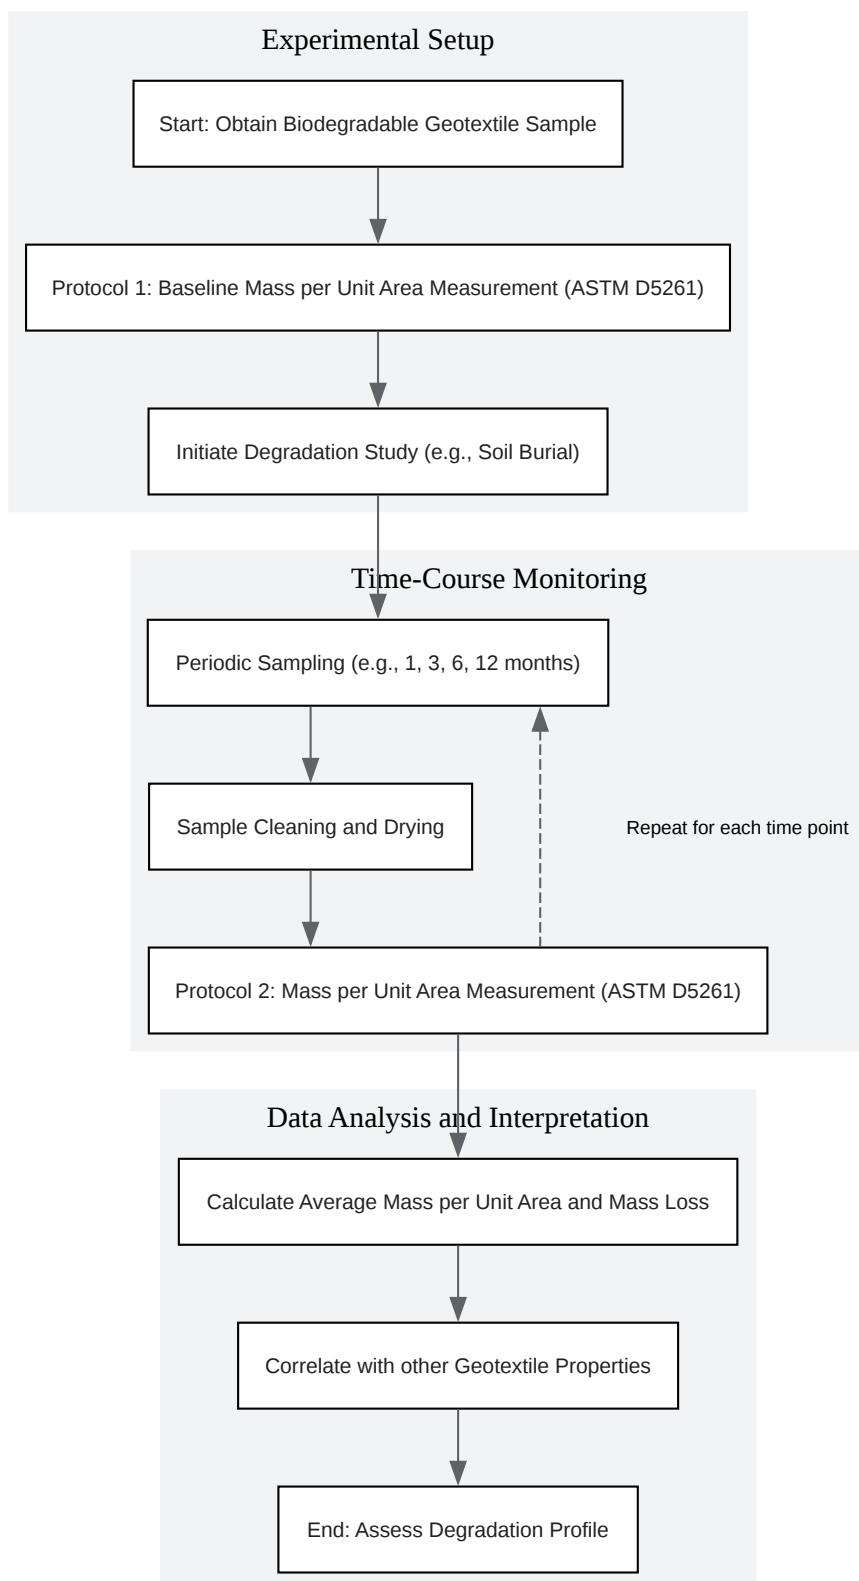 Experimental Setup
Start: Obtain Biodegradable Geotextile Sample
Protocol 1: Baseline Mass per Unit Area Measurement (ASTM D5261)
Initiate Degradation Study (e.g., Soil Burial)
Time-Course Monitoring
Periodic Sampling (e.g., 1, 3, 6, 12 months)
Sample Cleaning and Drying
Repeat for each time point
Protocol 2: Mass per Unit Area Measurement (ASTM D5261)
Data Analysis and Interpretation
Calculate Average Mass per Unit Area and Mass Loss
Correlate with other Geotextile Properties
End: Assess Degradation Profile